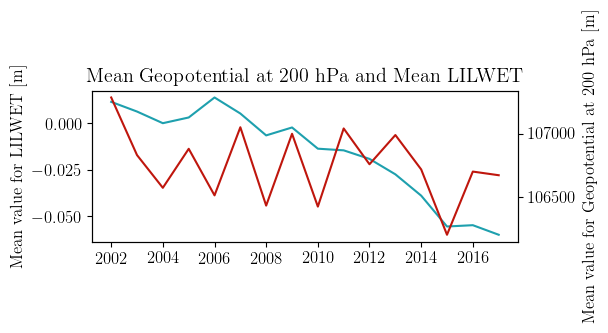 Mean Geopotential at 200 hPa and Mean LILWET
Mean value for LILWET [m]
0.000
−0.025
−0.050
2002 2004 2006 2008 2010 2012 2014 2016
107000
106500
Mean value for Geopotential at 200 hPa [m]